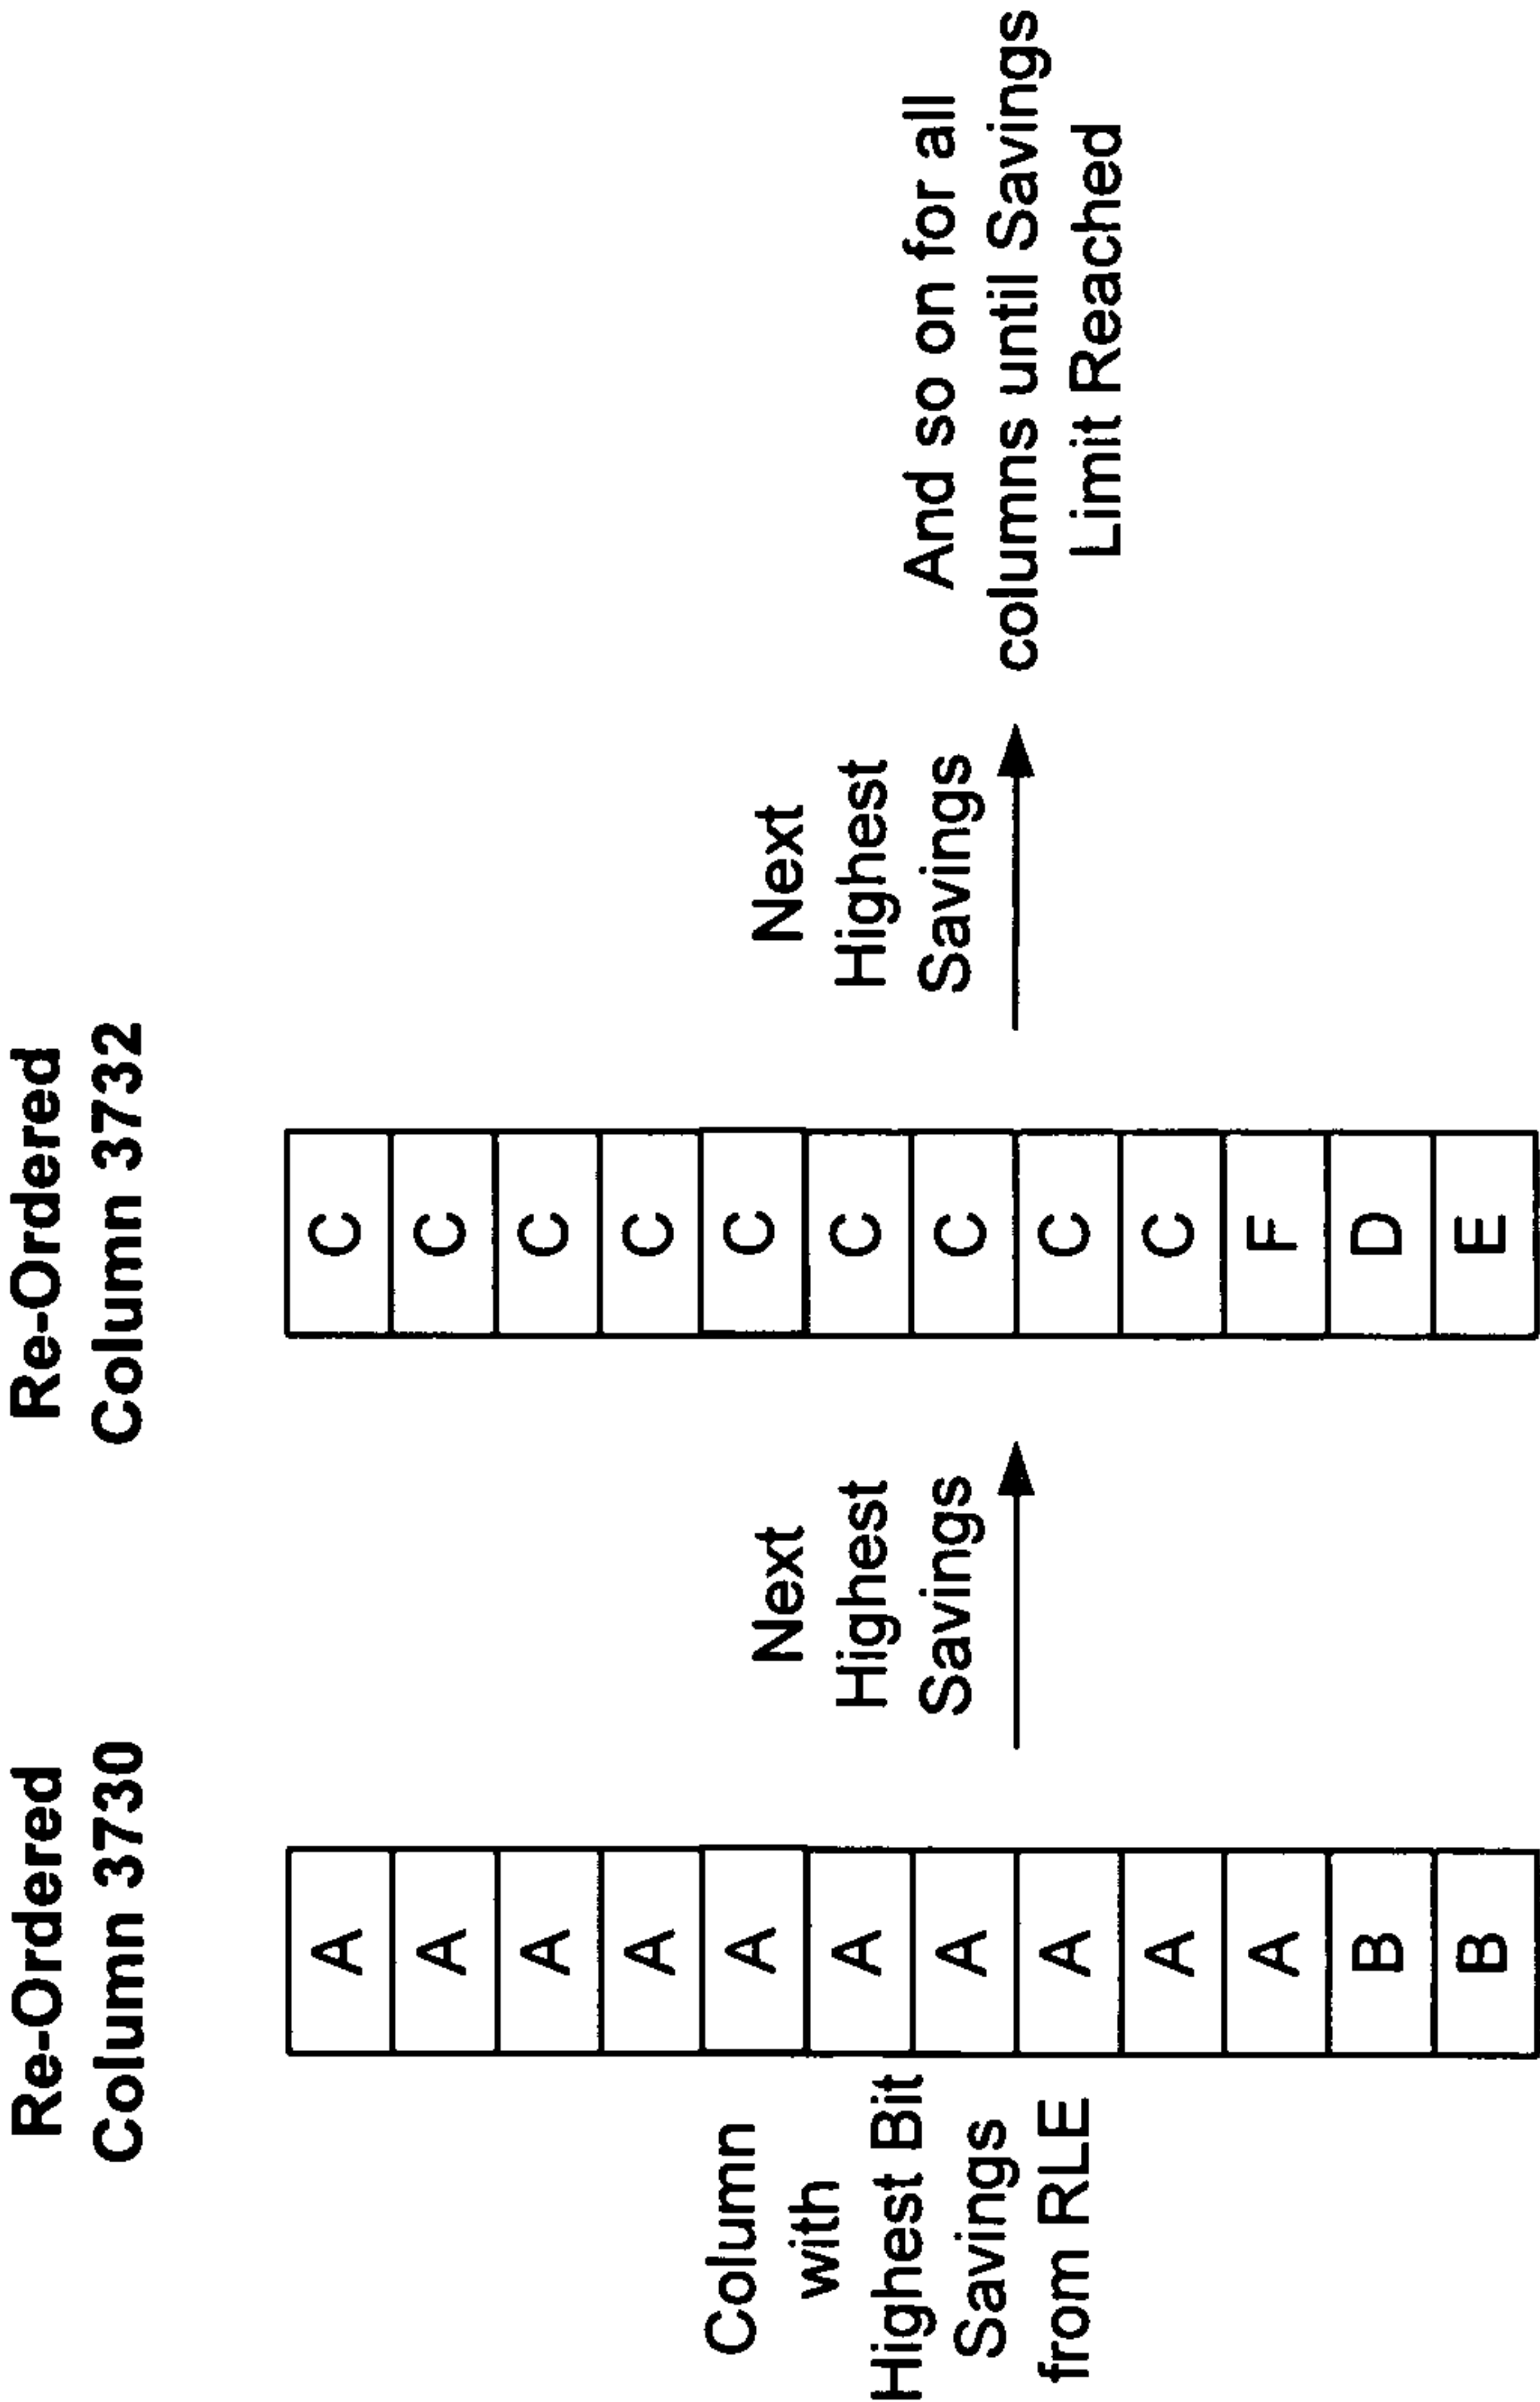 Re-Ordered
Column 3730
Re-Ordered
Column 3732
Column
with
Highest Bit
Savings
from RLE
A
A
A
A
A
A
A
A
A
A
B
B
Next
Highest
Savings
C
C
C
C
C
C
C
C
C
F
D
E
Next
Highest
Savings
And so on for all
columns until Savings
Limit Reached